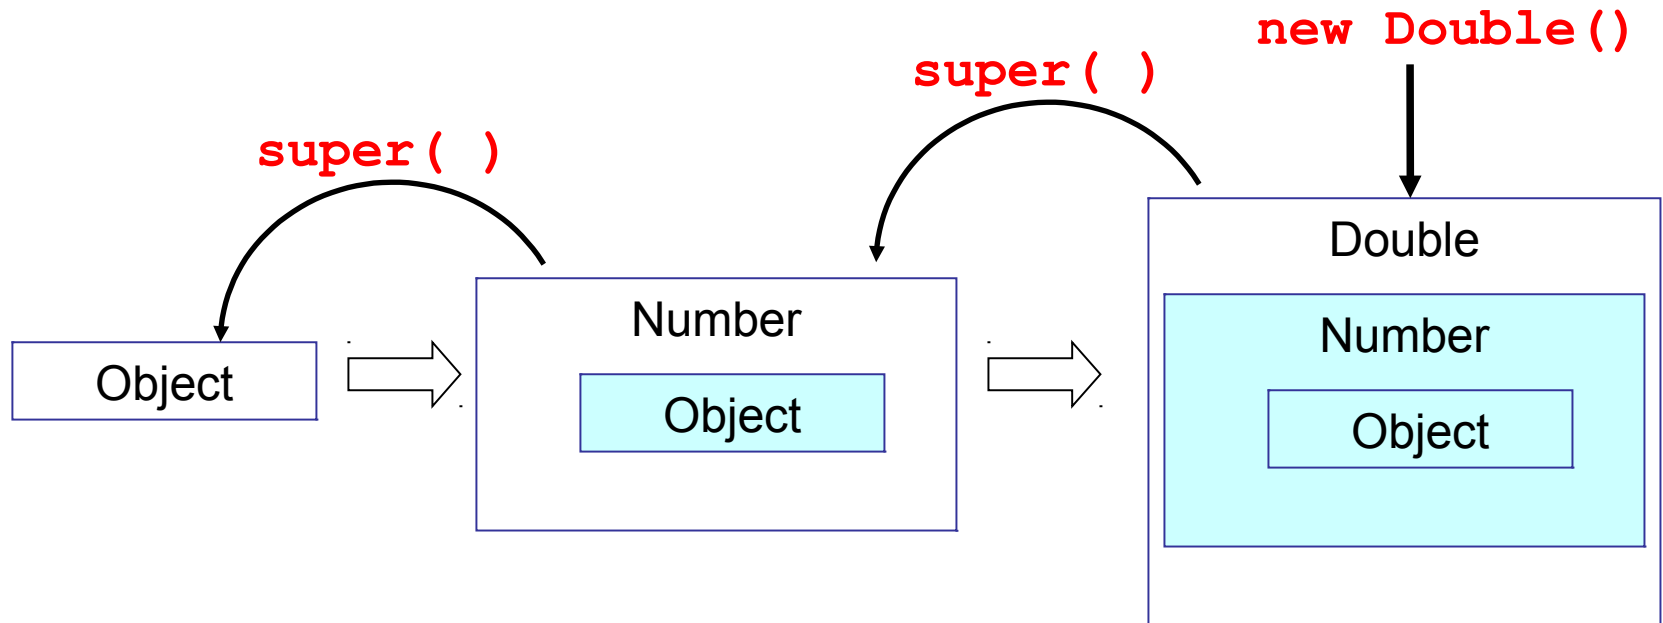 new Double()
super( )
super( )
Double
Number
Object
Number
Object
Object